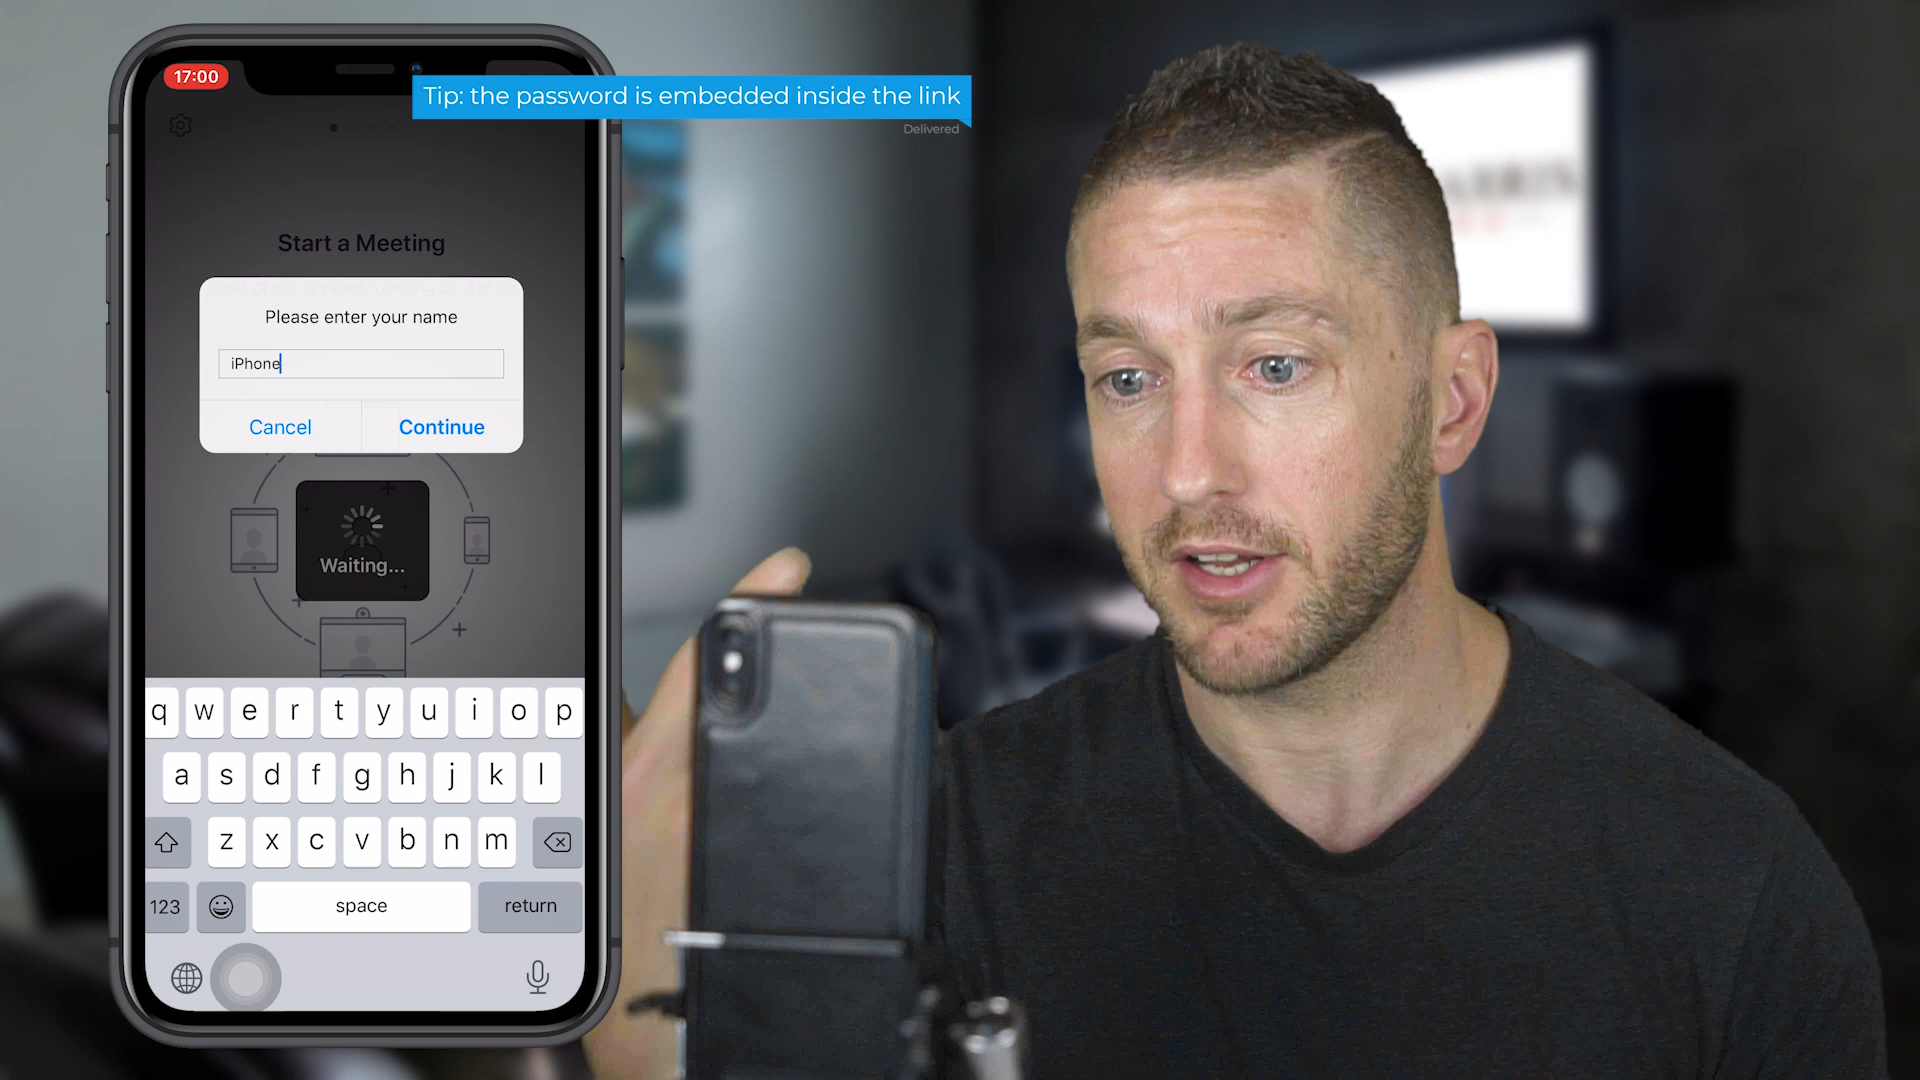 17:00
Tip: the password is embedded inside the link
Delivered
Start a Meeting
Please enter your name
iPhone
Cancel
Continue
Waiting...
q w e r t y u i o p
a s d f g h j k l
z x c v b n m
123
space
return